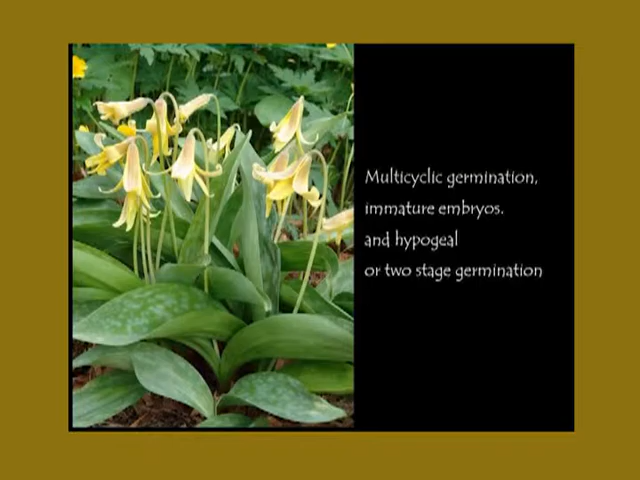 Multicyclic germination,
immature embryos.
and hypogeal
or two stage germination